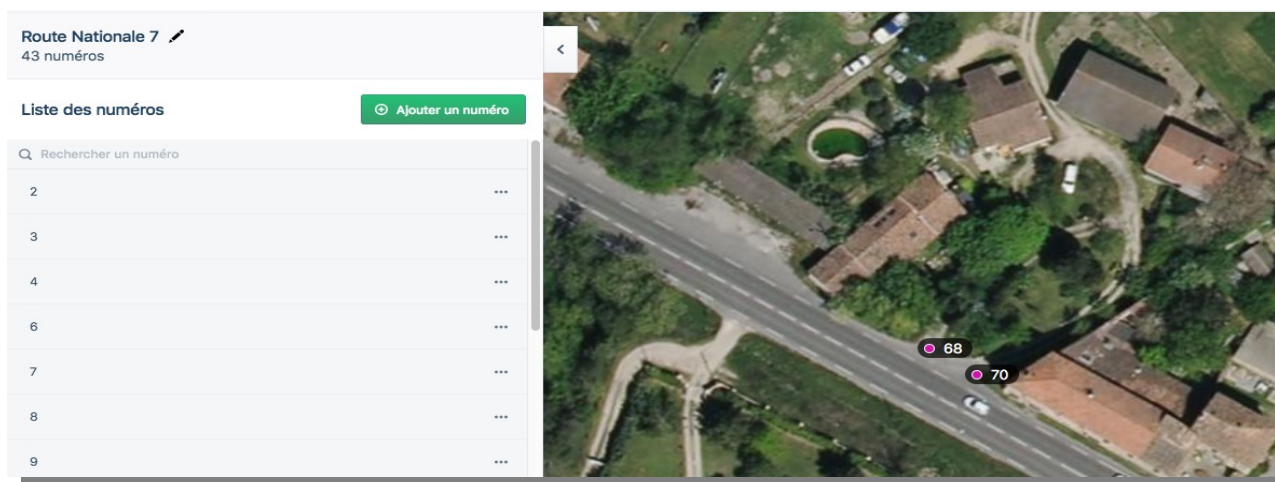 Route Nationale 7
43 numéros
Liste des numéros
Ajouter un numéro
Rechercher un numéro
2
3
4
6
7
8
9
68
70